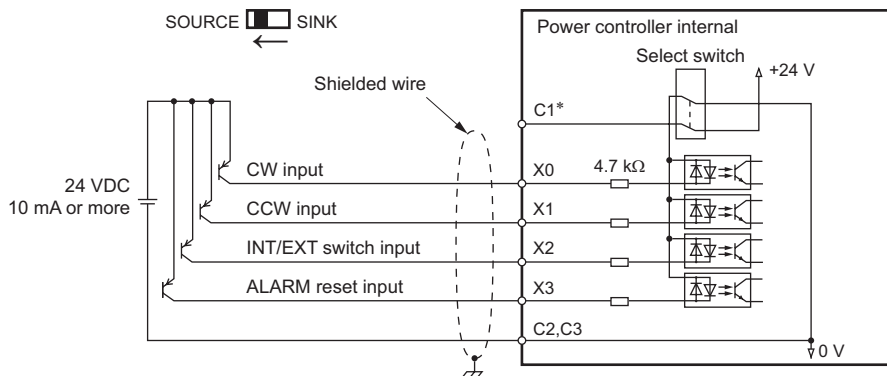 SOURCE SINK
Power controller internal
Select switch
+24 V
Shielded wire
C1*
CW input
X0
4.7 kΩ
24 VDC
10 mA or more
CCW input
X1
INT/EXT switch input
X2
ALARM reset input
X3
C2,C3
0 V